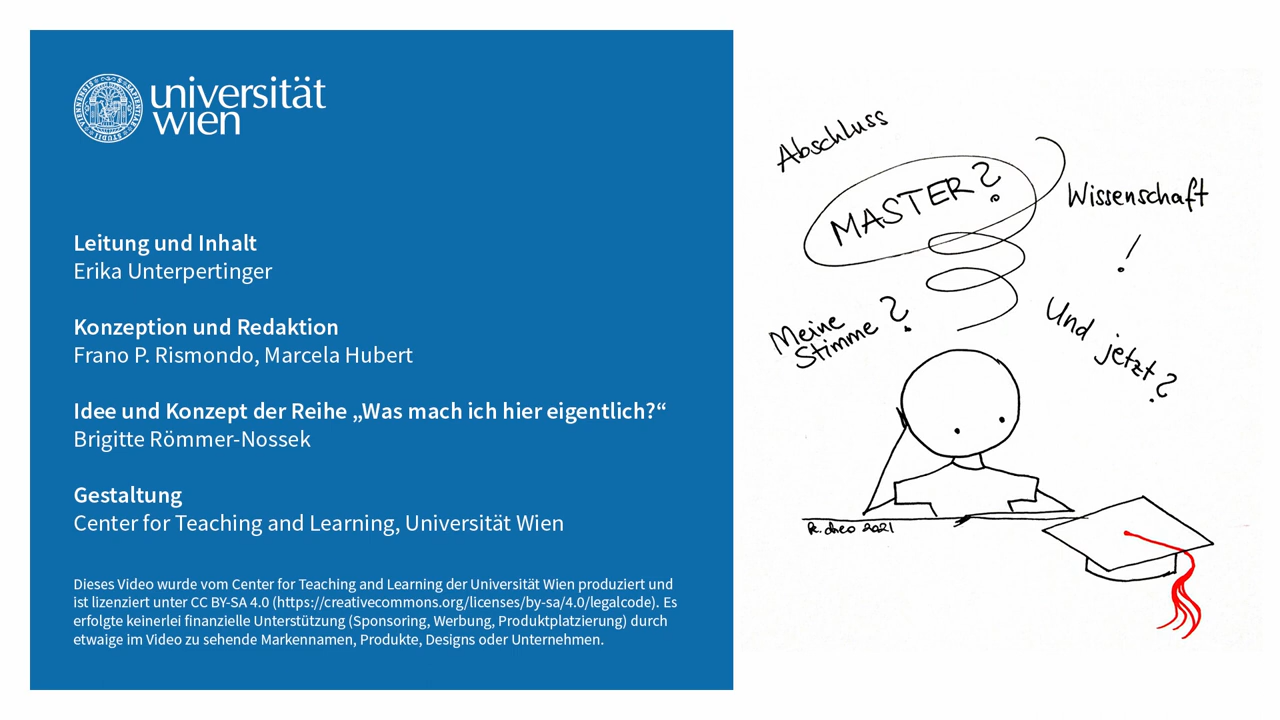 universität
wien
Leitung und Inhalt
Erika Unterpertinger
Konzeption und Redaktion
Frano P. Rismondo, Marcela Hubert
Idee und Konzept der Reihe „Was mach ich hier eigentlich?“
Brigitte Römmer-Nossek
Gestaltung
Center for Teaching and Learning, Universität Wien
Dieses Video wurde vom Center for Teaching and Learning der Universität Wien produziert und
ist lizenziert unter CC BY-SA 4.0 (https://creativecommons.org/licenses/by-sa/4.0/legalcode). Es
erfolgte keinerlei finanzielle Unterstützung (Sponsoring, Werbung, Produktplatzierung) durch
etwaige im Video zu sehende Markennamen, Produkte, Designs oder Unternehmen.
Abschluss
MASTER?
Wissenschaft
!
Meine
Stimme?
Und jetzt?
2021